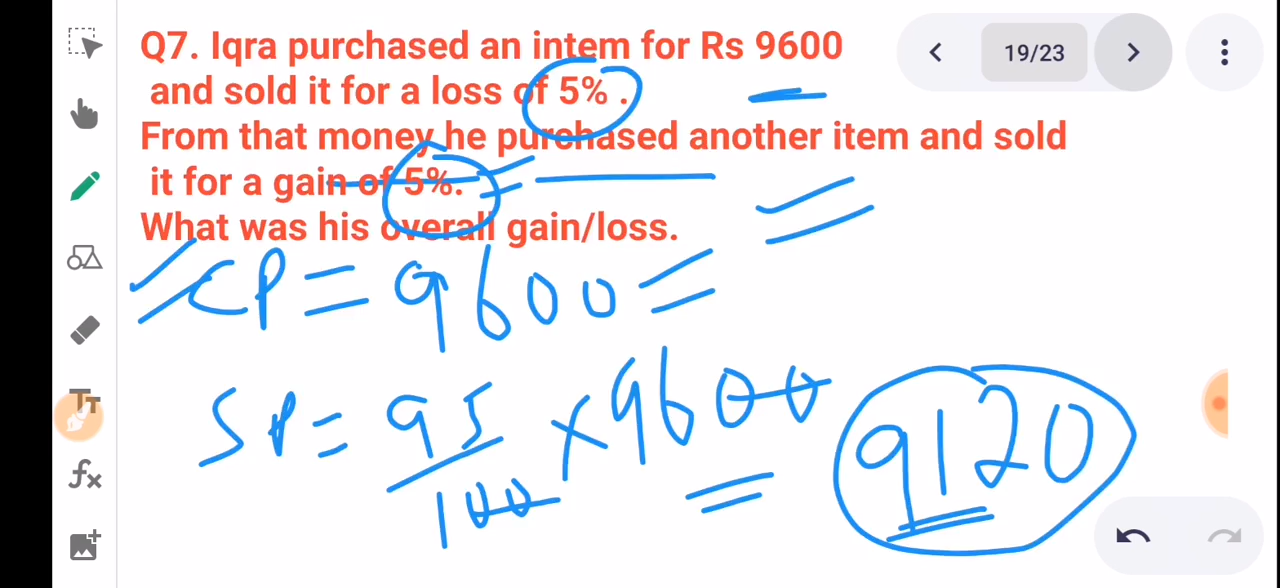 Q7. Iqra purchased an intem for Rs 9600
and sold it for a loss of 5% .
From that money he purchased another item and sold
it for a gain of 5%.
What was his overall gain/loss.
CP = 9600 =
SP = 95/100 × 9600 = 9120
19/23
Tт
fx